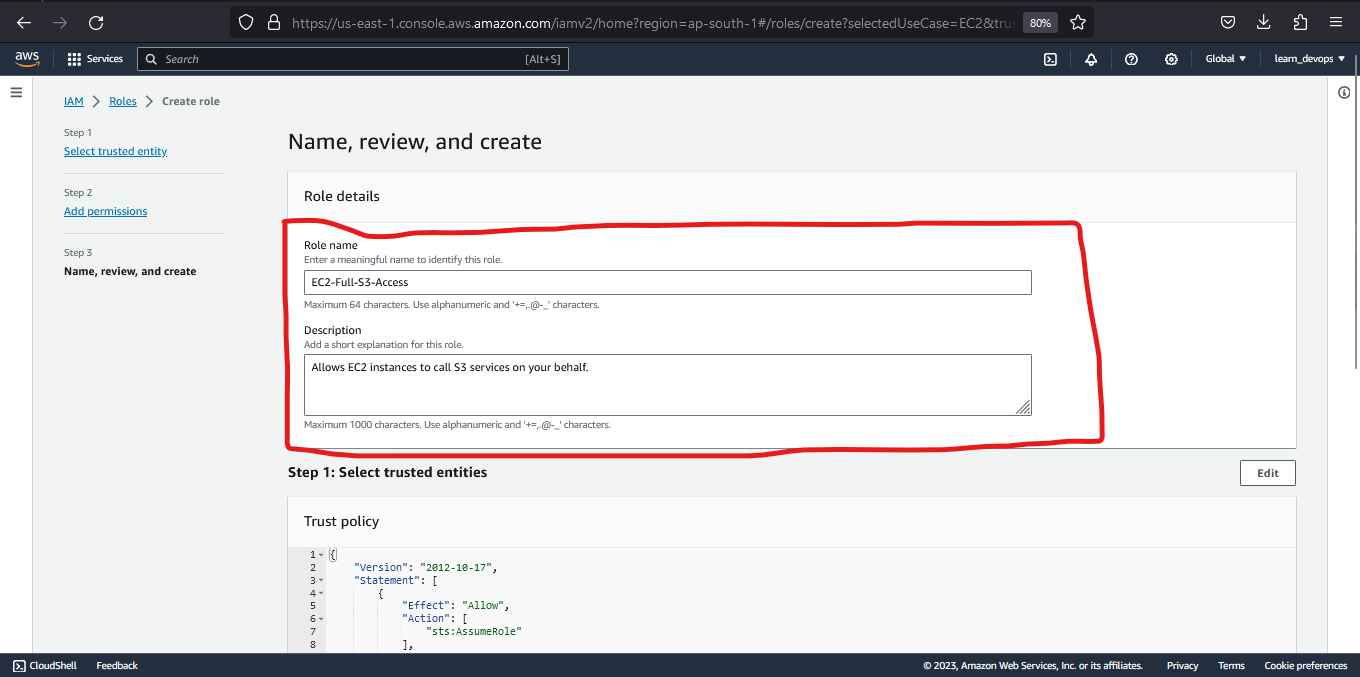 https://us-east-1.console.aws.amazon.com/iamv2/home?region=ap-south-1#/roles/create?selectedUseCase=EC2&trus
80%
aws
Services
Search
[Alt+S]
Global
learn_devops
IAM > Roles > Create role
Step 1
Select trusted entity
Step 2
Add permissions
Step 3
Name, review, and create
Name, review, and create
Role details
Role name
Enter a meaningful name to identify this role.
EC2-Full-S3-Access
Maximum 64 characters. Use alphanumeric and '+=,.@-_' characters.
Description
Add a short explanation for this role.
Allows EC2 instances to call S3 services on your behalf.
Maximum 1000 characters. Use alphanumeric and '+=,.@-_' characters.
Step 1: Select trusted entities
Edit
Trust policy
1 {
2 "Version": "2012-10-17",
3 "Statement": [
4 {
5 "Effect": "Allow",
6 "Action": [
7 "sts:AssumeRole"
8 ],
CloudShell
Feedback
© 2023, Amazon Web Services, Inc. or its affiliates.
Privacy
Terms
Cookie preferences